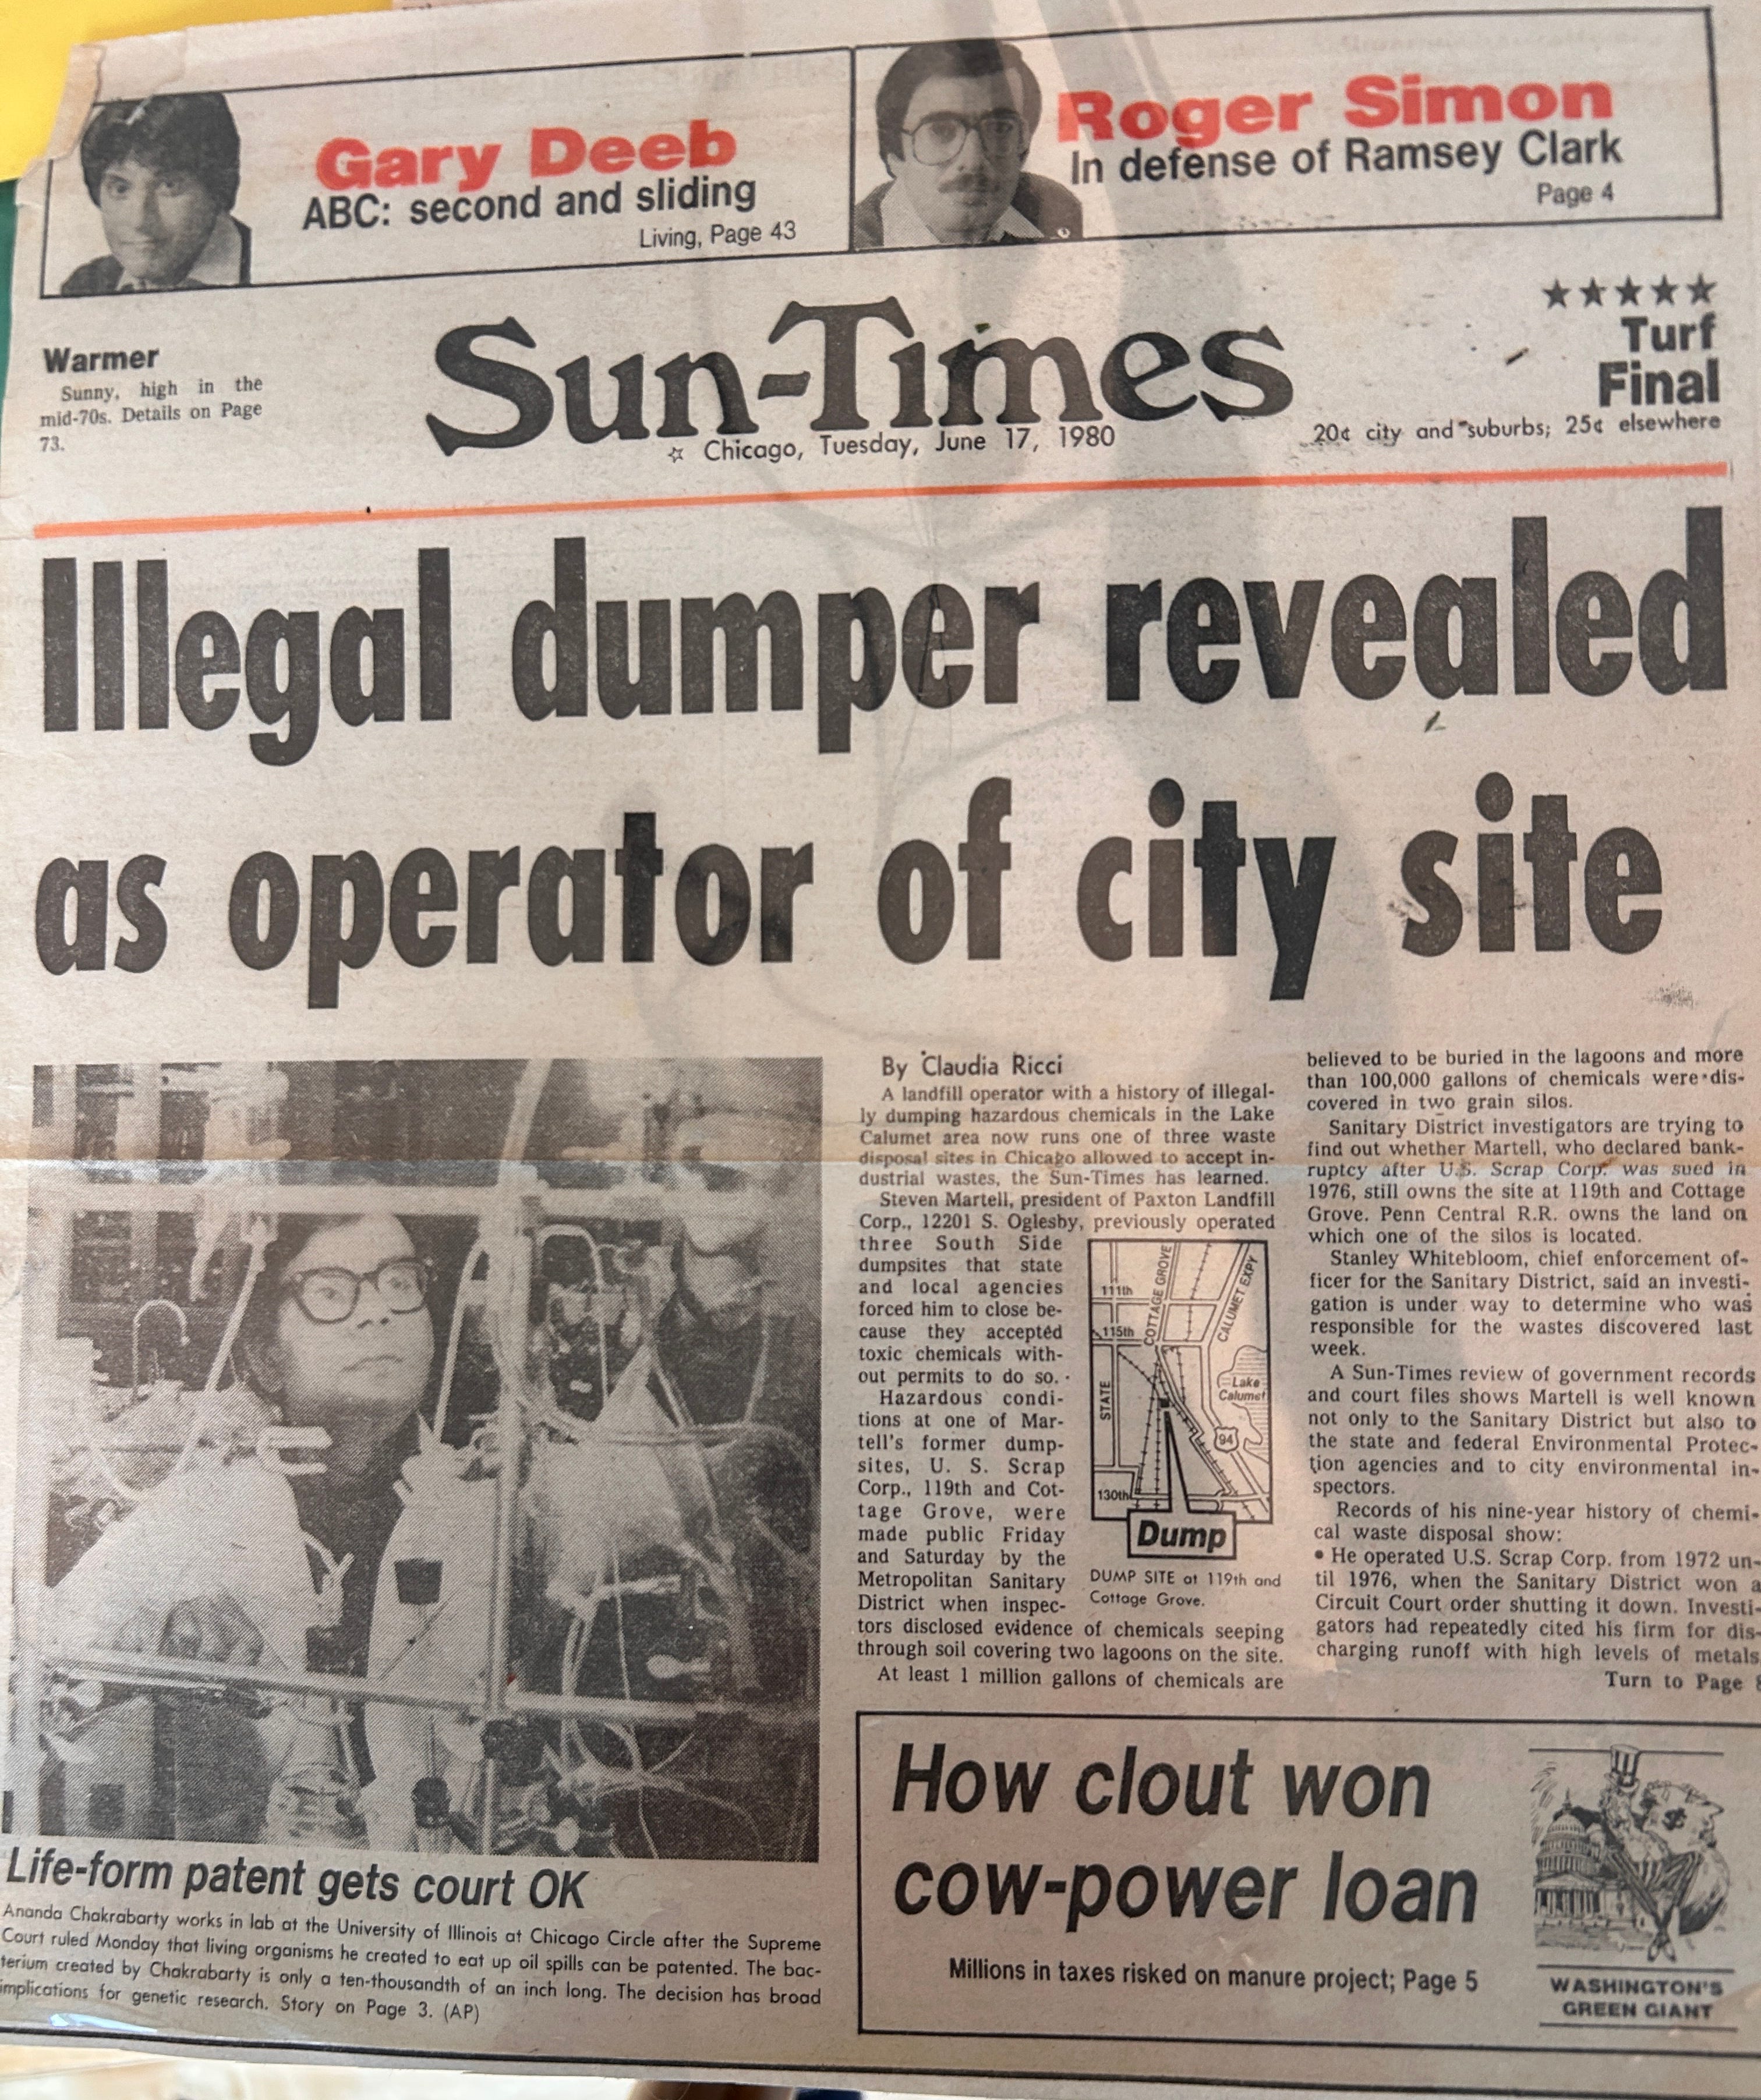 Gary Deeb
ABC: second and sliding
Living, Page 43
Roger Simon
In defense of Ramsey Clark
Page 4
Warmer
Sunny, high in the
mid-70s. Details on Page
73.
Sun-Times
☆ Chicago, Tuesday, June 17, 1980
★★★★★
Turf
Final
20¢ city and suburbs; 25¢ elsewhere
Illegal dumper revealed
as operator of city site
Life-form patent gets court OK
Ananda Chakrabarty works in lab at the University of Illinois at Chicago Circle after the Supreme
Court ruled Monday that living organisms he created to eat up oil spills can be patented. The bac-
terium created by Chakrabarty is only a ten-thousandth of an inch long. The decision has broad
implications for genetic research. Story on Page 3. (AP)
By Claudia Ricci
A landfill operator with a history of illegal-
ly dumping hazardous chemicals in the Lake
Calumet area now runs one of three waste
disposal sites in Chicago allowed to accept in-
dustrial wastes, the Sun-Times has learned.
Steven Martell, president of Paxton Landfill
Corp., 12201 S. Oglesby, previously operated
three South Side
dumpsites that state
and local agencies
forced him to close be-
cause they accepted
toxic chemicals with-
out permits to do so.
Hazardous condi-
tions at one of Mar-
tell's former dump-
sites, U. S. Scrap
Corp., 119th and Cot-
tage Grove, were
made public Friday
and Saturday by the
Metropolitan Sanitary
District when inspec-
tors disclosed evidence of chemicals seeping
through soil covering two lagoons on the site.
At least 1 million gallons of chemicals are
111th
115th
130th
STATE
COTTAGE GROVE
CALUMET EXPY
Lake
Calumet
94
Dump
DUMP SITE at 119th and
Cottage Grove.
believed to be buried in the lagoons and more
than 100,000 gallons of chemicals were dis-
covered in two grain silos.
Sanitary District investigators are trying to
find out whether Martell, who declared bank-
ruptcy after U.S. Scrap Corp. was sued in
1976, still owns the site at 119th and Cottage
Grove. Penn Central R.R. owns the land on
which one of the silos is located.
Stanley Whitebloom, chief enforcement of-
ficer for the Sanitary District, said an investi-
gation is under way to determine who was
responsible for the wastes discovered last
week.
A Sun-Times review of government records
and court files shows Martell is well known
not only to the Sanitary District but also to
the state and federal Environmental Protec-
tion agencies and to city environmental in-
spectors.
Records of his nine-year history of chemi-
cal waste disposal show:
• He operated U.S. Scrap Corp. from 1972 un-
til 1976, when the Sanitary District won a
Circuit Court order shutting it down. Investi-
gators had repeatedly cited his firm for dis-
charging runoff with high levels of metals
Turn to Page
How clout won
cow-power loan
Millions in taxes risked on manure project; Page 5
$
WASHINGTON'S
GREEN GIANT